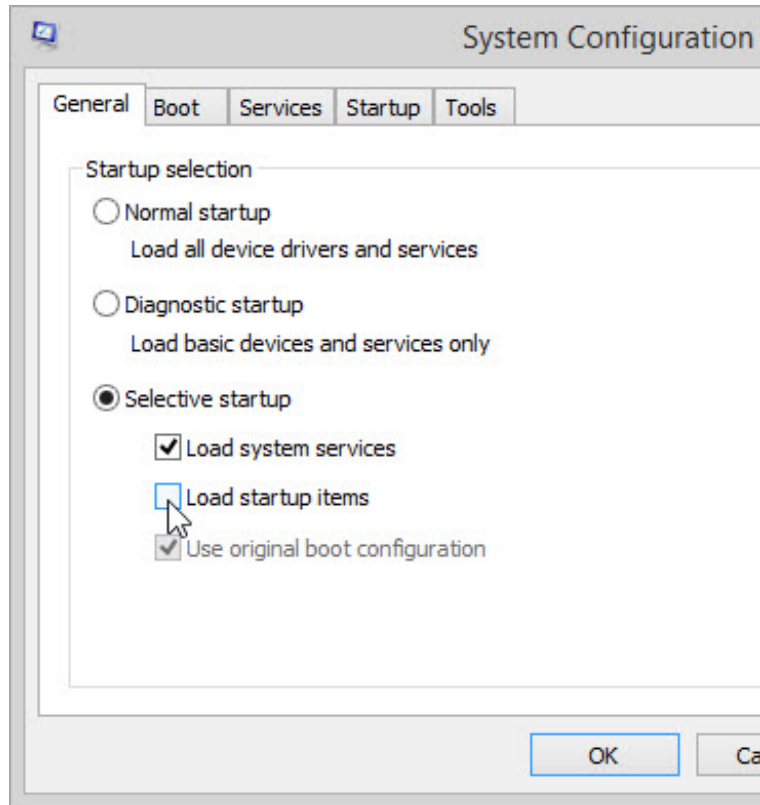 System Configuration
General Boot Services Startup Tools
Startup selection
Normal startup
Load all device drivers and services
Diagnostic startup
Load basic devices and services only
Selective startup
Load system services
Load startup items
Use original boot configuration
OK Ca